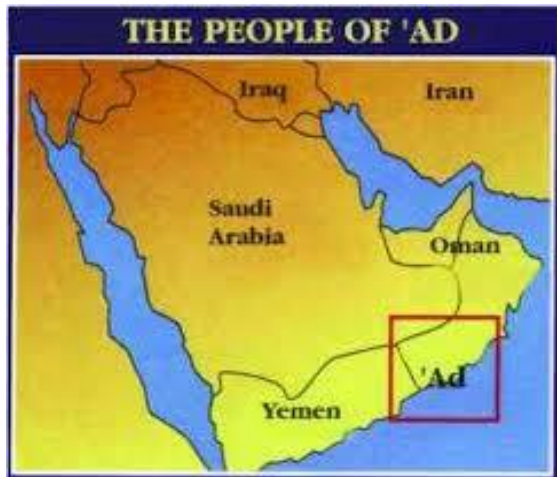 THE PEOPLE OF 'AD
Iraq
Iran
Saudi
Arabia
Oman
'Ad
Yemen